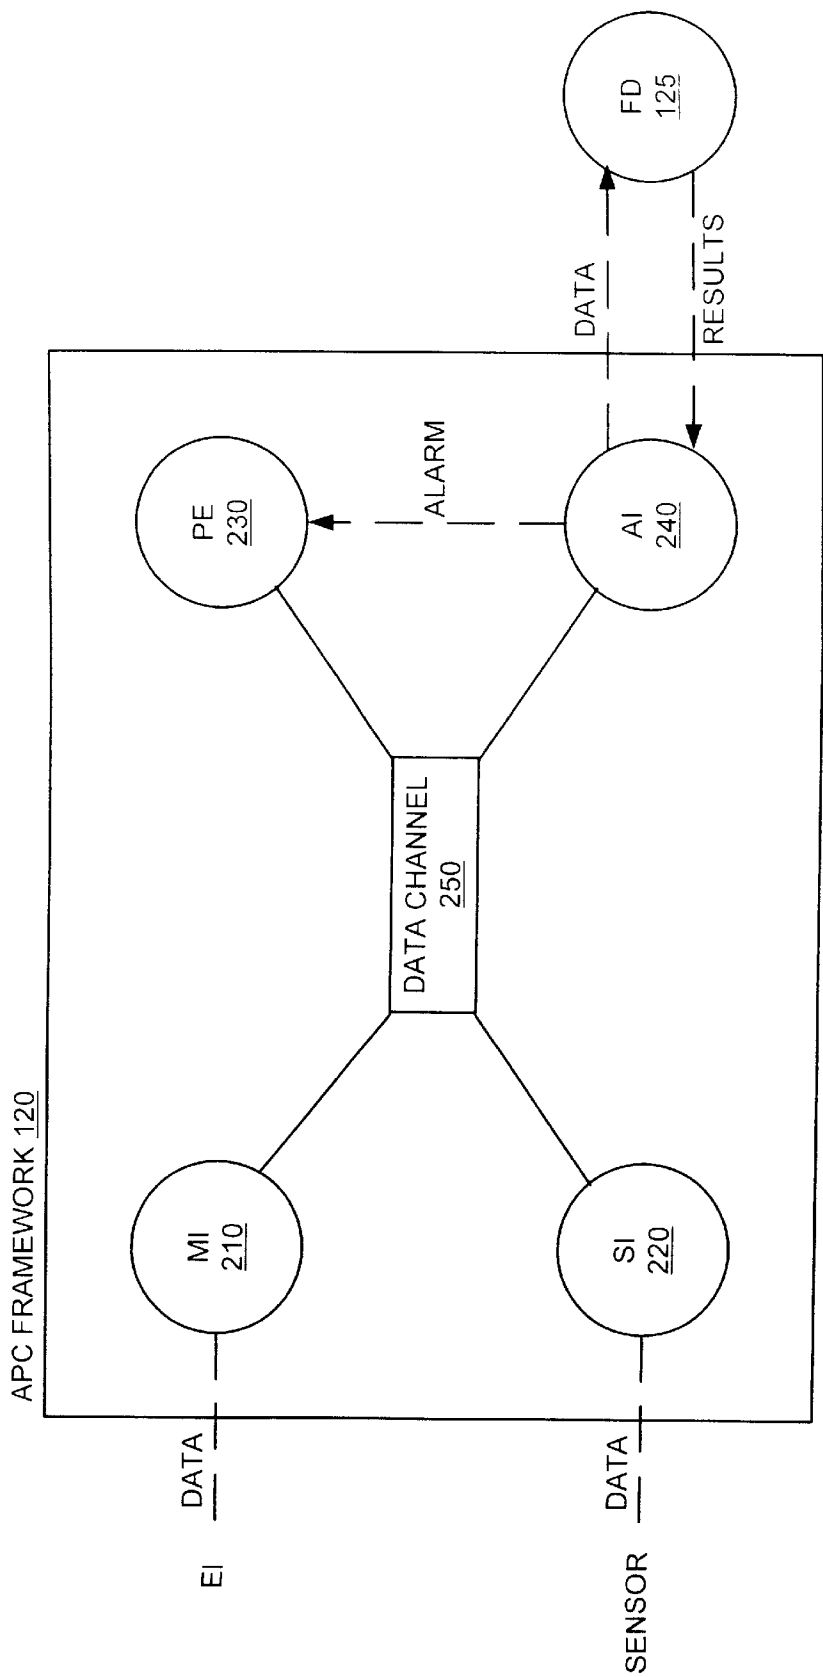 APC FRAMEWORK 120
EI
DATA
MI
210
PE
230
DATA CHANNEL
250
ALARM
SENSOR
DATA
SI
220
AI
240
DATA
RESULTS
FD
125